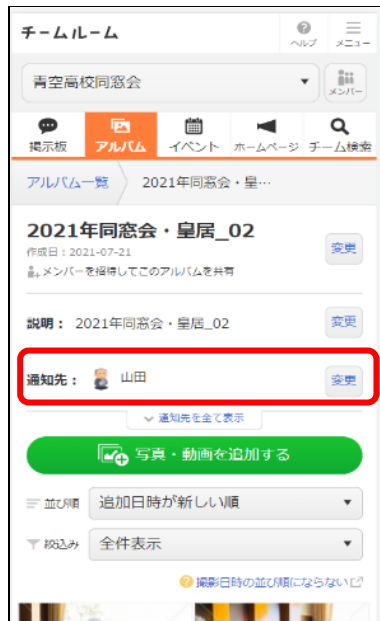 チームルーム
ヘルプ メニュー
青空高校同窓会
メンバー
掲示板 アルバム イベント ホームページ チーム検索
アルバム一覧 2021年同窓会・皇…
2021年同窓会・皇居_02
変更
作成日：2021-07-21
メンバーを招待してこのアルバムを共有
説明： 2021年同窓会・皇居_02 変更
通知先： 山田 変更
通知先を全て表示
写真・動画を追加する
並び順 追加日時が新しい順
絞込み 全件表示
撮影日時の並び順にならない